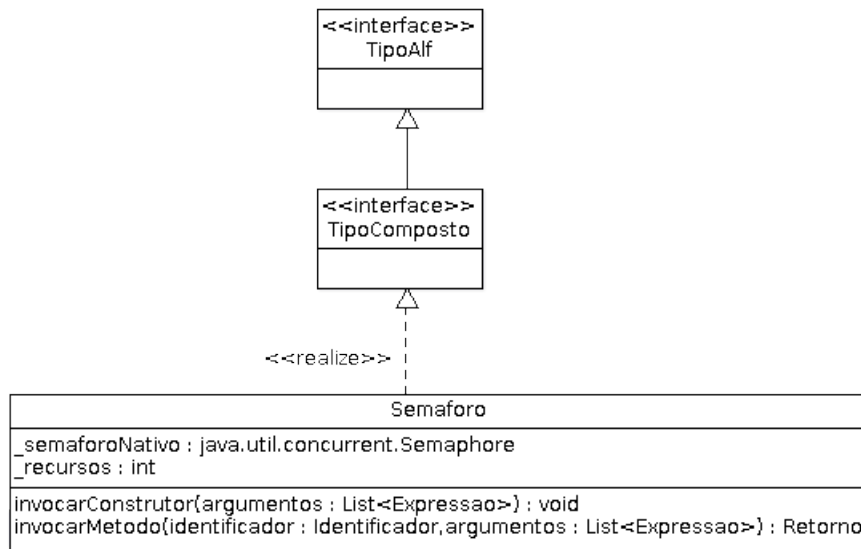 <<interface>>
TipoAlf
<<interface>>
TipoComposto
<<realize>>
Semaforo
_semaforoNativo : java.util.concurrent.Semaphore
_recursos : int
invocarConstrutor(argumentos : List<Expressao>) : void
invocarMetodo(identificador : Identificador,argumentos : List<Expressao>) : Retorno